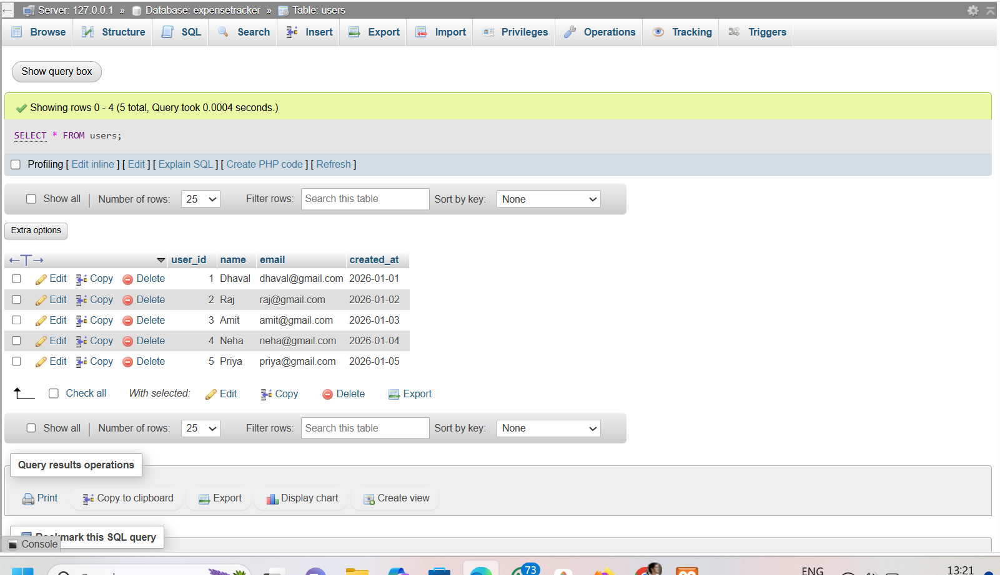 Server: 127.0.0.1 » Database: expensetracker » Table: users
Browse Structure SQL Search Insert Export Import Privileges Operations Tracking Triggers
Show query box
Showing rows 0 - 4 (5 total, Query took 0.0004 seconds.)
SELECT * FROM users;
Profiling [ Edit inline ] [ Edit ] [ Explain SQL ] [ Create PHP code ] [ Refresh ]
Show all Number of rows: 25 Filter rows: Search this table Sort by key: None
Extra options
user_id name email created_at
Edit Copy Delete 1 Dhaval dhaval@gmail.com 2026-01-01
Edit Copy Delete 2 Raj raj@gmail.com 2026-01-02
Edit Copy Delete 3 Amit amit@gmail.com 2026-01-03
Edit Copy Delete 4 Neha neha@gmail.com 2026-01-04
Edit Copy Delete 5 Priya priya@gmail.com 2026-01-05
Check all With selected: Edit Copy Delete Export
Show all Number of rows: 25 Filter rows: Search this table Sort by key: None
Query results operations
Print Copy to clipboard Export Display chart Create view
Bookmark this SQL query
Console
73
ENG 13:21